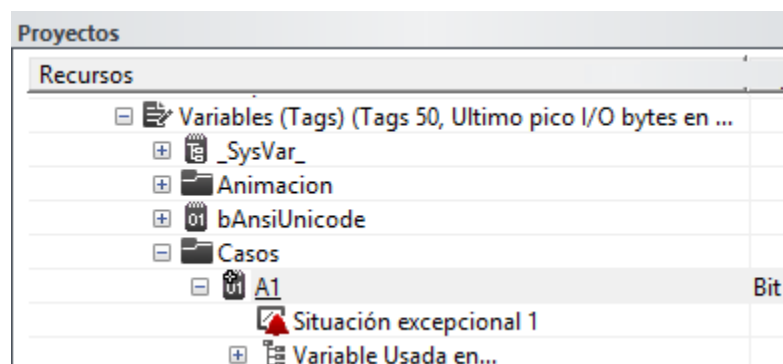 Proyectos
Recursos
Variables (Tags) (Tags 50, Ultimo pico I/O bytes en ...
_SysVar_
Animacion
bAnsiUnicode
Casos
A1 Bit
Situación excepcional 1
Variable Usada en...